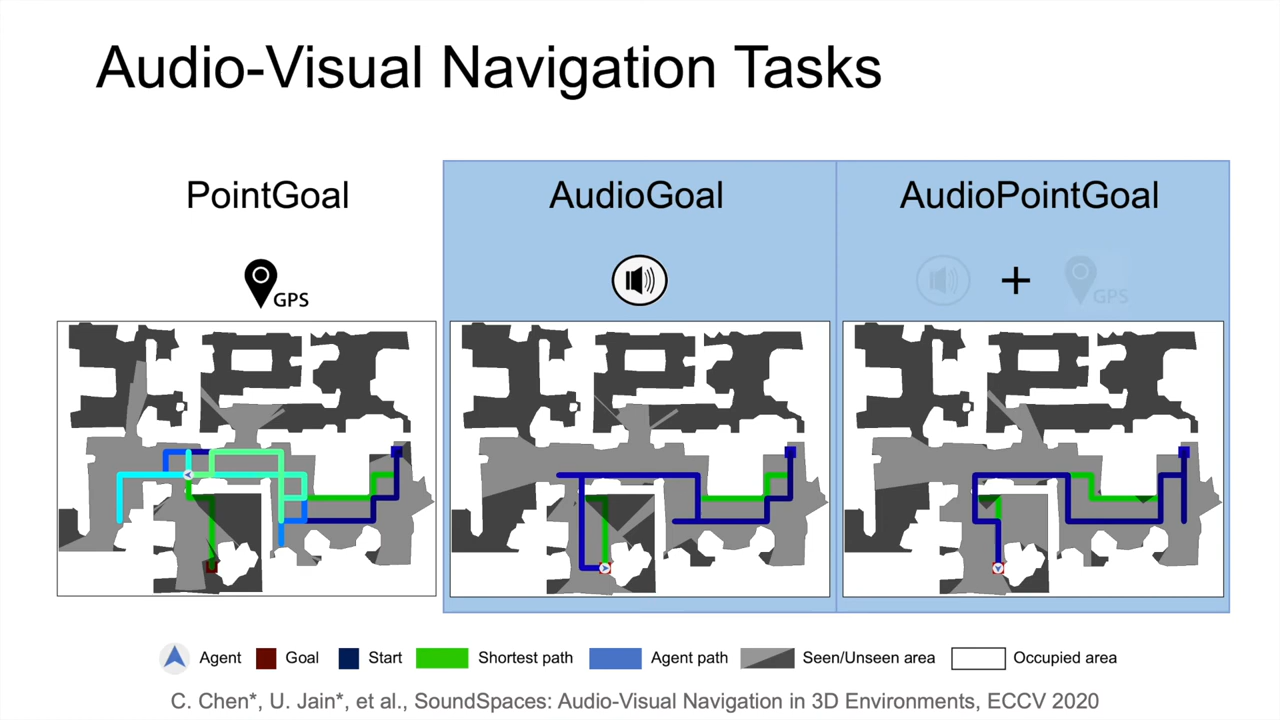 Audio-Visual Navigation Tasks
PointGoal
AudioGoal
AudioPointGoal
GPS
+
GPS
Agent
Goal
Start
Shortest path
Agent path
Seen/Unseen area
Occupied area
C. Chen*, U. Jain*, et al., SoundSpaces: Audio-Visual Navigation in 3D Environments, ECCV 2020